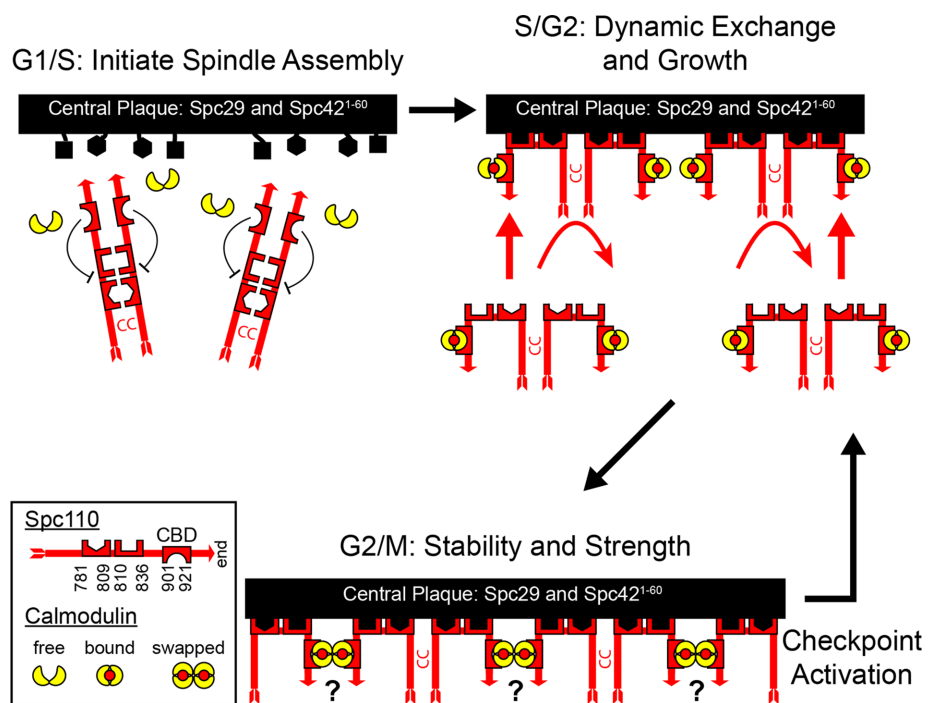 G1/S: Initiate Spindle Assembly
S/G2: Dynamic Exchange
and Growth
Central Plaque: Spc29 and Spc42¹⁻⁶⁰
Central Plaque: Spc29 and Spc42¹⁻⁶⁰
CC
CC
CC
CC
CC
CC
G2/M: Stability and Strength
Central Plaque: Spc29 and Spc42¹⁻⁶⁰
CC
CC
?
?
?
Checkpoint
Activation
Spc110
CBD
end
781
809
810
836
901
921
Calmodulin
free
bound
swapped